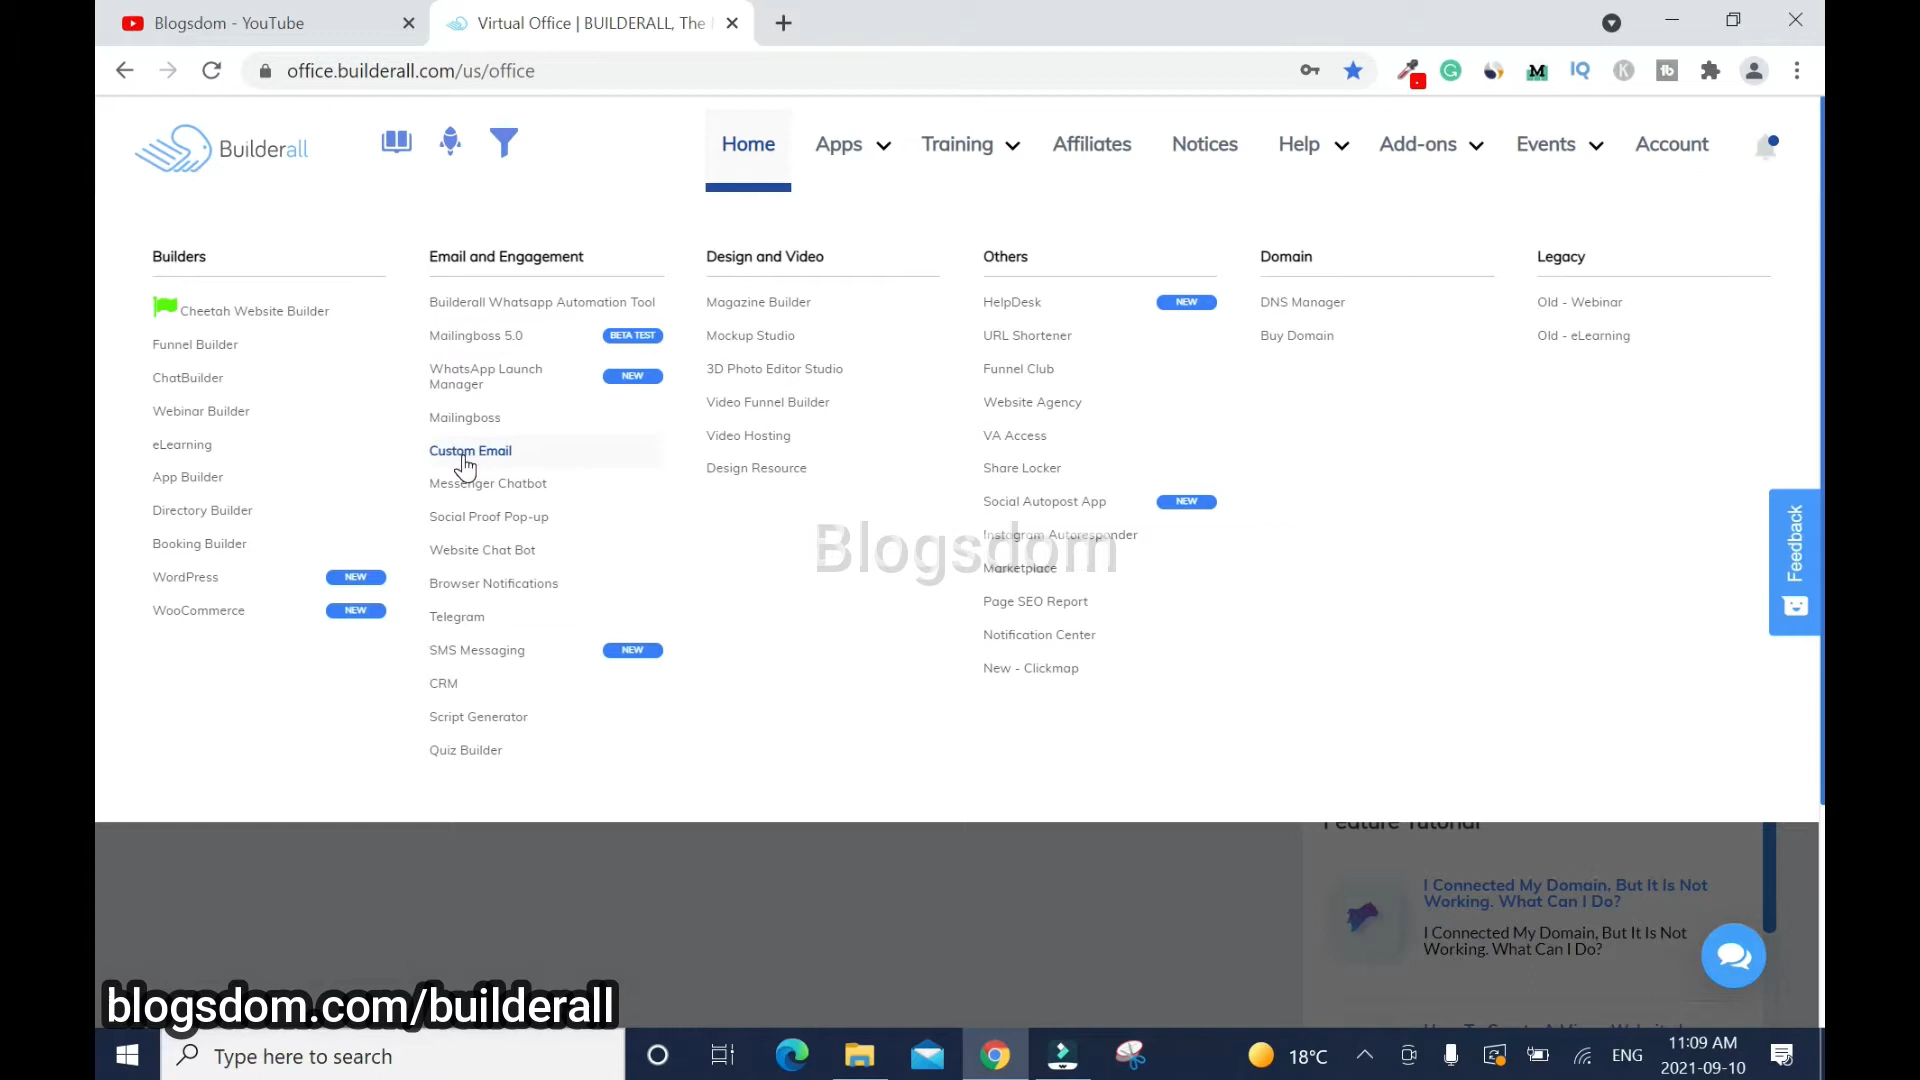 Blogsdom - YouTube
Virtual Office | BUILDERALL, The
office.builderall.com/us/office
Builderall
Home
Apps
Training
Affiliates
Notices
Help
Add-ons
Events
Account
Builders
Cheetah Website Builder
Funnel Builder
ChatBuilder
Webinar Builder
eLearning
App Builder
Directory Builder
Booking Builder
WordPress NEW
WooCommerce NEW
Email and Engagement
Builderall Whatsapp Automation Tool
Mailingboss 5.0 BETA TEST
WhatsApp Launch NEW
Manager
Mailingboss
Custom Email
Messenger Chatbot
Social Proof Pop-up
Website Chat Bot
Browser Notifications
Telegram
SMS Messaging NEW
CRM
Script Generator
Quiz Builder
Design and Video
Magazine Builder
Mockup Studio
3D Photo Editor Studio
Video Funnel Builder
Video Hosting
Design Resource
Others
HelpDesk NEW
URL Shortener
Funnel Club
Website Agency
VA Access
Share Locker
Social Autopost App NEW
Instagram Autoresponder
Marketplace
Page SEO Report
Notification Center
New - Clickmap
Domain
DNS Manager
Buy Domain
Legacy
Old - Webinar
Old - eLearning
Blogsdom
Feedback
Feature Tutorial
I Connected My Domain, But It Is Not
Working. What Can I Do?
I Connected My Domain, But It Is Not
Working. What Can I Do?
blogsdom.com/builderall
Type here to search
18°C
ENG
11:09 AM
2021-09-10